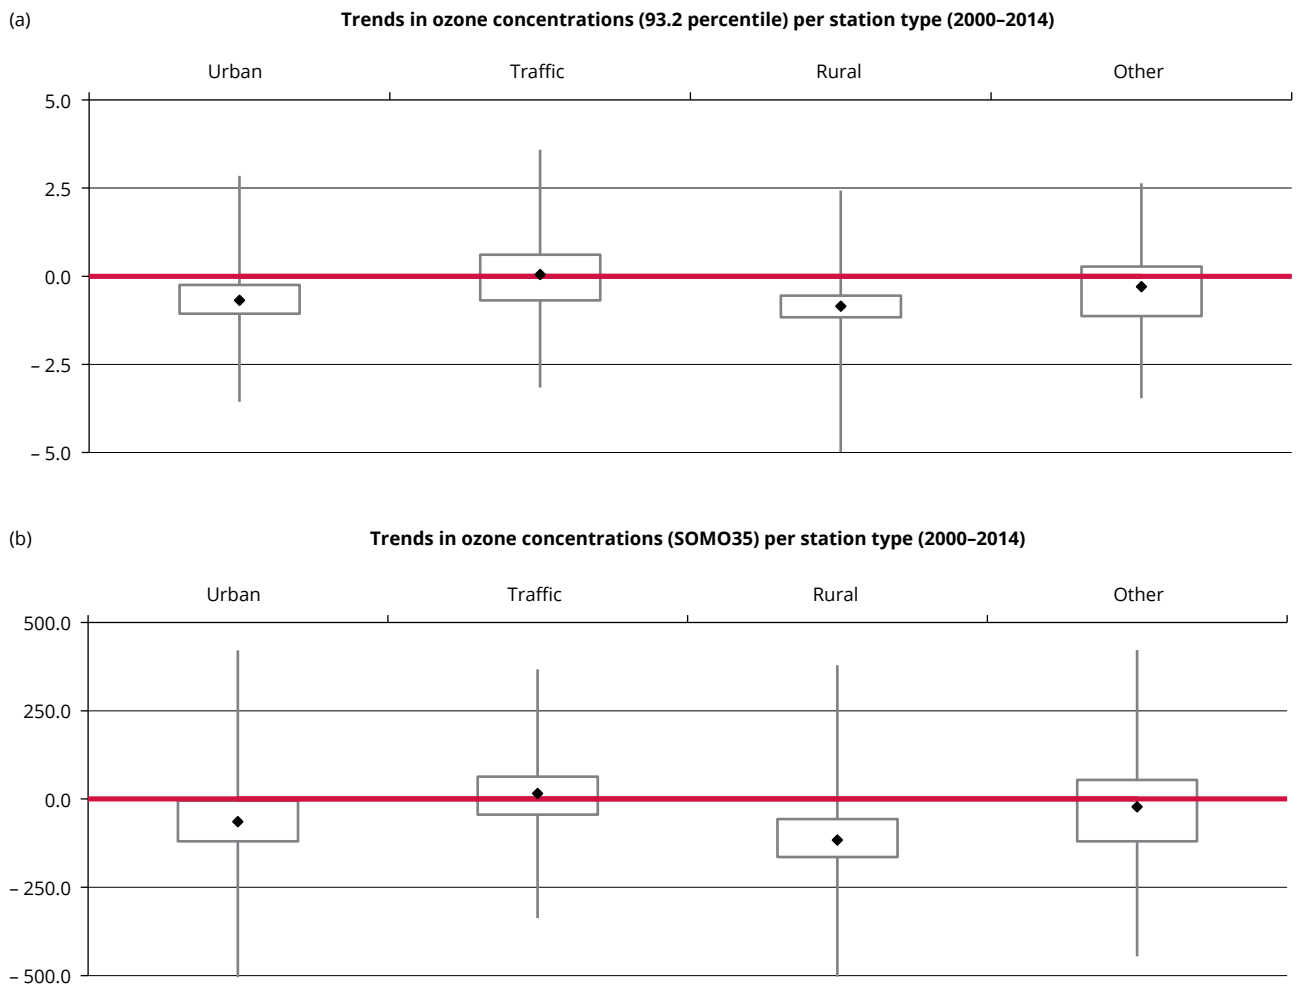 (a)
Trends in ozone concentrations (93.2 percentile) per station type (2000–2014)
Urban Traffic Rural Other
5.0
2.5
0.0
– 2.5
– 5.0
(b)
Trends in ozone concentrations (SOMO35) per station type (2000–2014)
Urban Traffic Rural Other
500.0
250.0
0.0
– 250.0
– 500.0